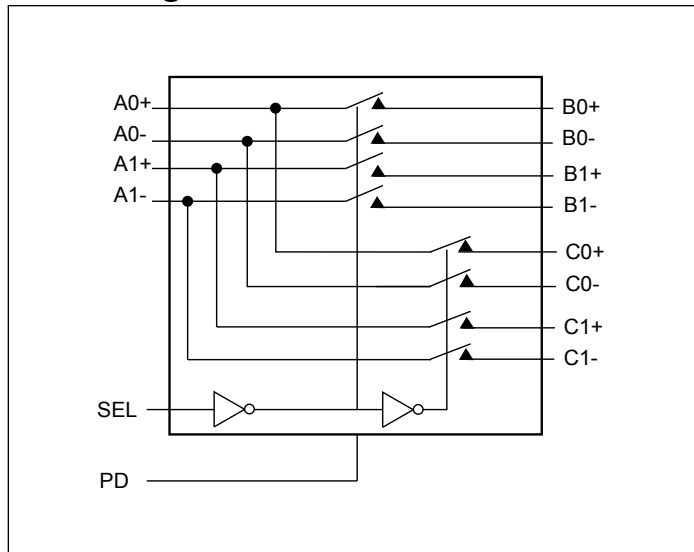 A0+
A0-
A1+
A1-
B0+
B0-
B1+
B1-
C0+
C0-
C1+
C1-
SEL
PD